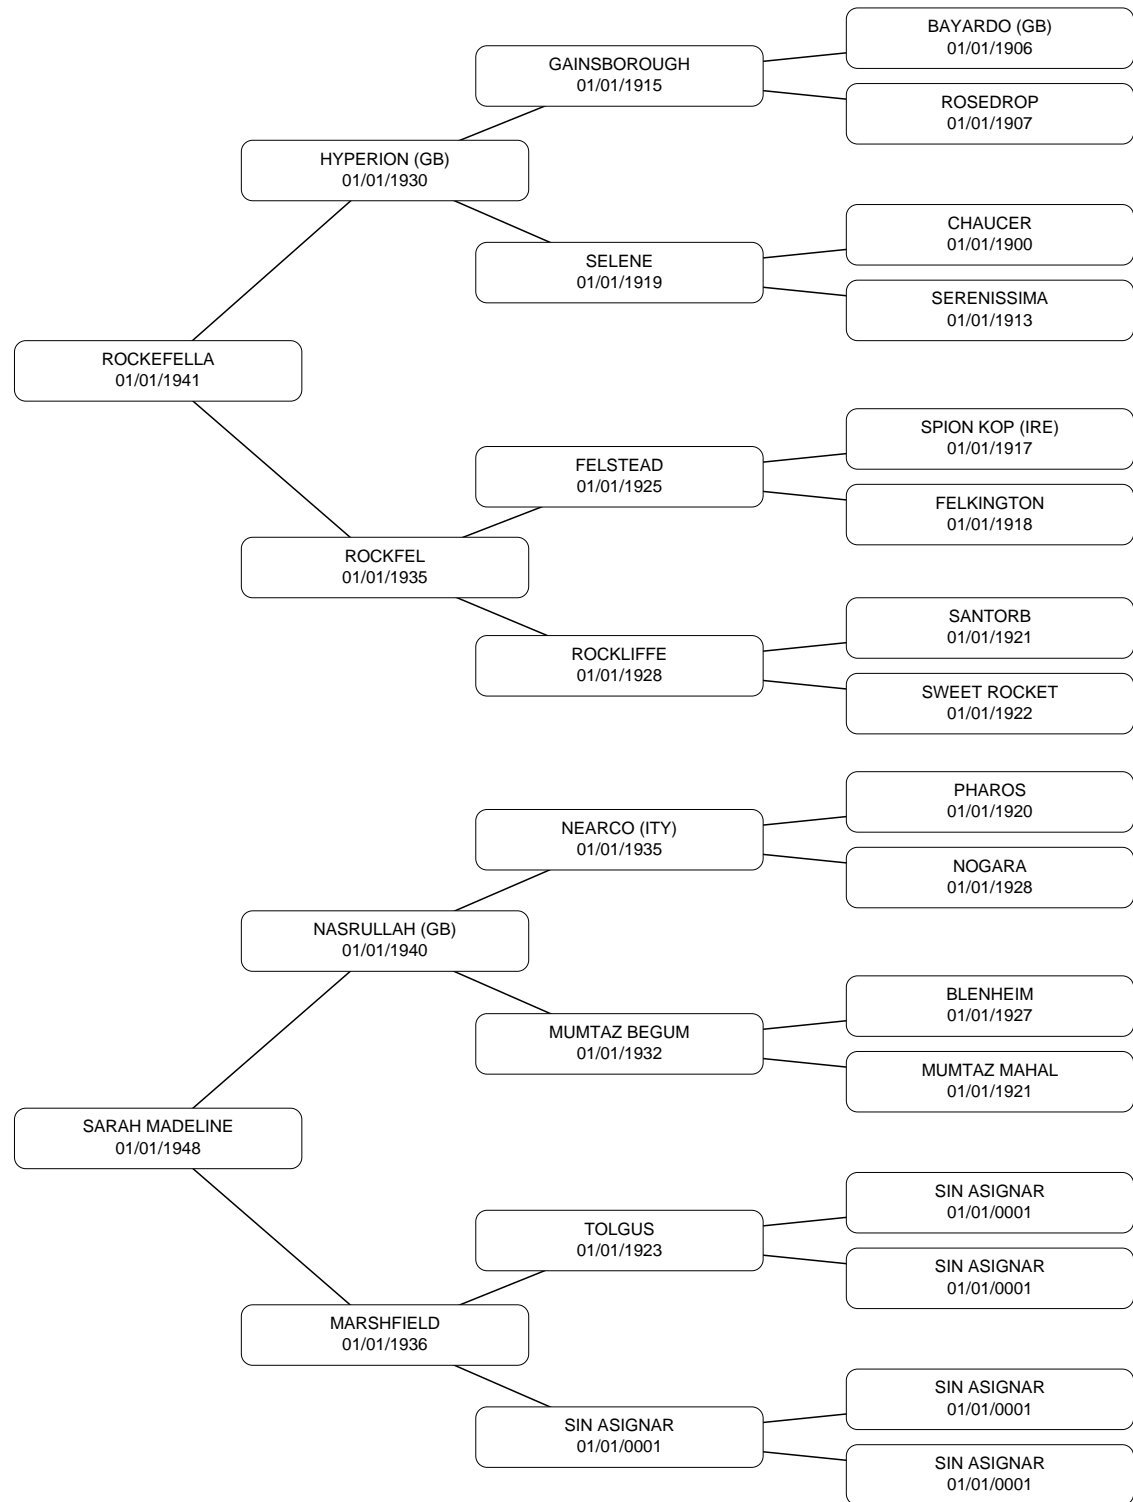 BAYARDO (GB)
01/01/1906
GAINSBOROUGH
01/01/1915
ROSEDROP
01/01/1907
HYPERION (GB)
01/01/1930
CHAUCER
01/01/1900
SELENE
01/01/1919
SERENISSIMA
01/01/1913
ROCKEFELLA
01/01/1941
SPION KOP (IRE)
01/01/1917
FELSTEAD
01/01/1925
FELKINGTON
01/01/1918
ROCKFEL
01/01/1935
SANTORB
01/01/1921
ROCKLIFFE
01/01/1928
SWEET ROCKET
01/01/1922
PHAROS
01/01/1920
NEARCO (ITY)
01/01/1935
NOGARA
01/01/1928
NASRULLAH (GB)
01/01/1940
BLENHEIM
01/01/1927
MUMTAZ BEGUM
01/01/1932
MUMTAZ MAHAL
01/01/1921
SARAH MADELINE
01/01/1948
SIN ASIGNAR
01/01/0001
TOLGUS
01/01/1923
SIN ASIGNAR
01/01/0001
MARSHFIELD
01/01/1936
SIN ASIGNAR
01/01/0001
SIN ASIGNAR
01/01/0001
SIN ASIGNAR
01/01/0001